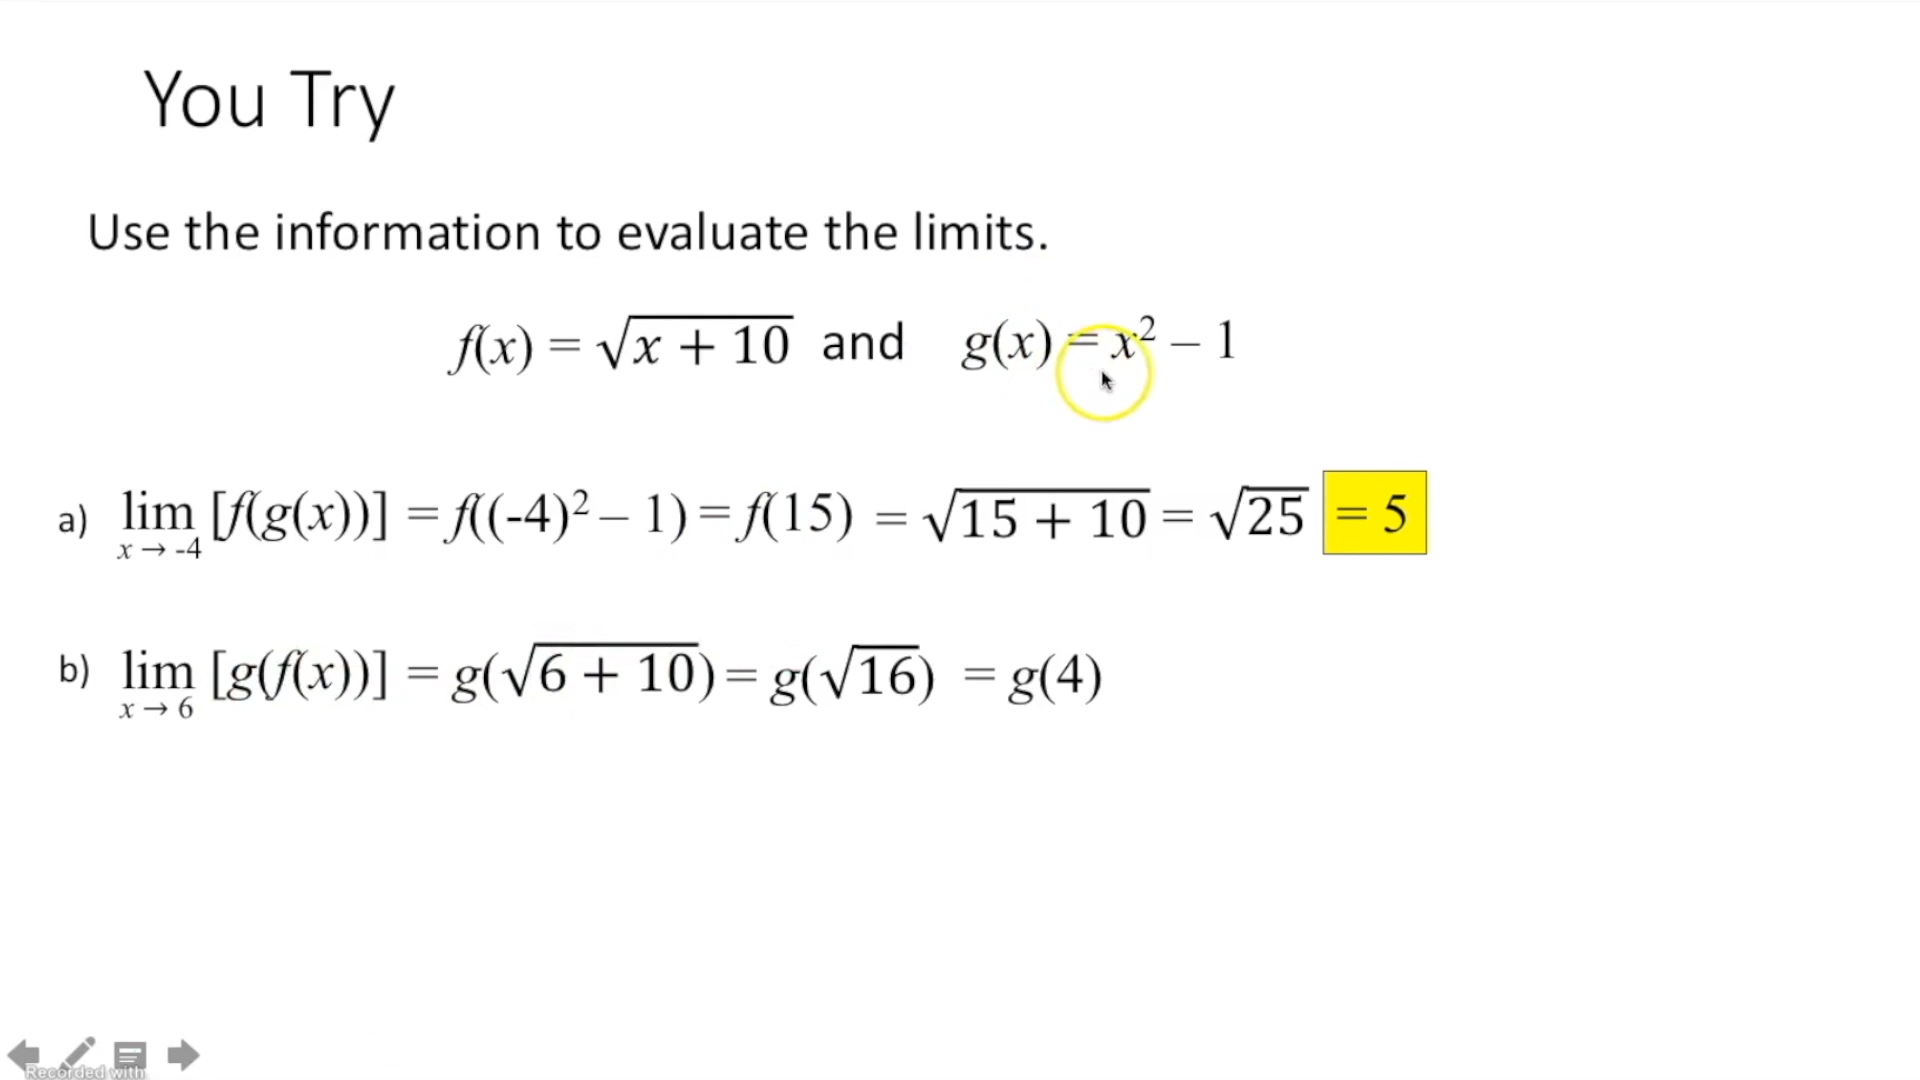 You Try
Use the information to evaluate the limits.
f(x) = √x + 10 and g(x) = x² – 1
a) lim [f(g(x))] = f((-4)² – 1) = f(15) = √15 + 10 = √25 = 5
x → -4
b) lim [g(f(x))] = g(√6 + 10) = g(√16) = g(4)
x → 6
Recorded with